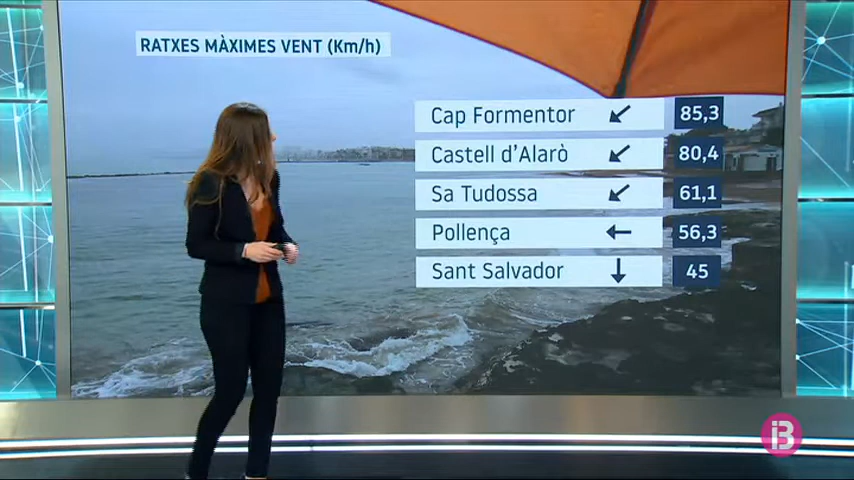 RATXES MÀXIMES VENT (Km/h)
Cap Formentor 85,3
Castell d'Alarò 80,4
Sa Tudossa 61,1
Pollença 56,3
Sant Salvador 45
IB